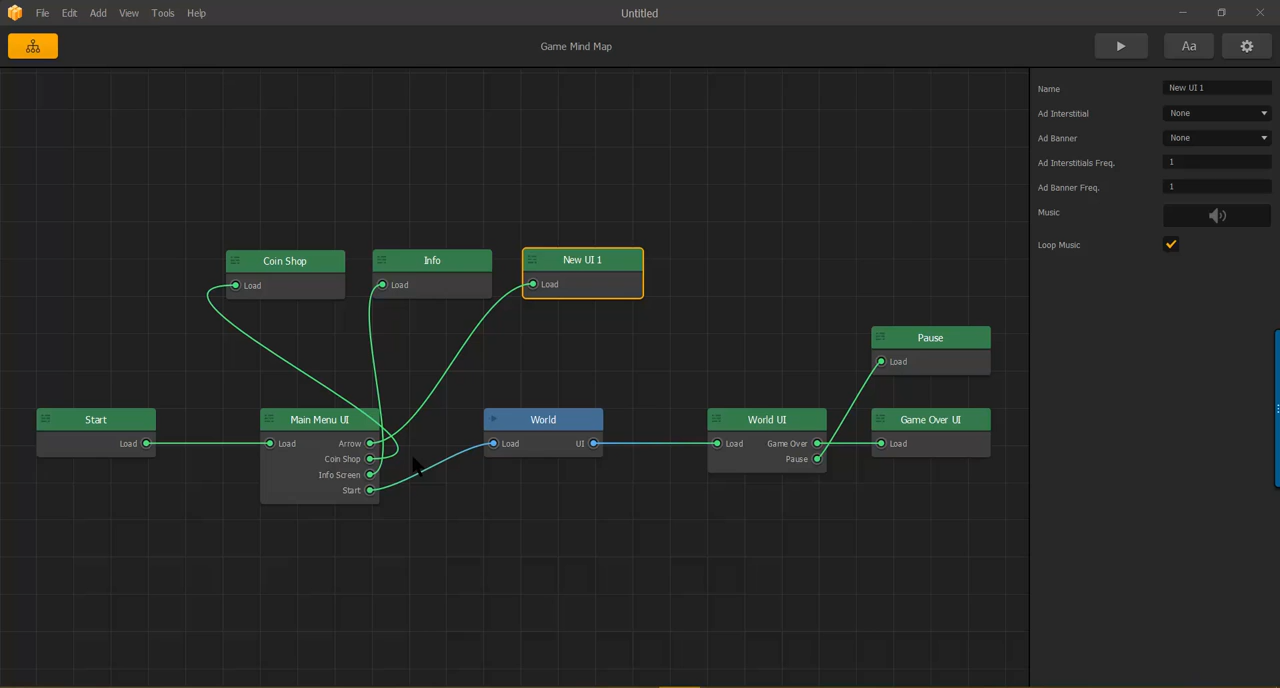 File Edit Add View Tools Help
Untitled
Game Mind Map
Aa
Name New UI 1
Ad Interstitial None
Ad Banner None
Ad Interstitials Freq. 1
Ad Banner Freq. 1
Music
Loop Music
Coin Shop
Load
Info
Load
New UI 1
Load
Pause
Load
Start
Load
Main Menu UI
Load Arrow
Coin Shop
Info Screen
Start
World
Load UI
World UI
Load Game Over
Pause
Game Over UI
Load